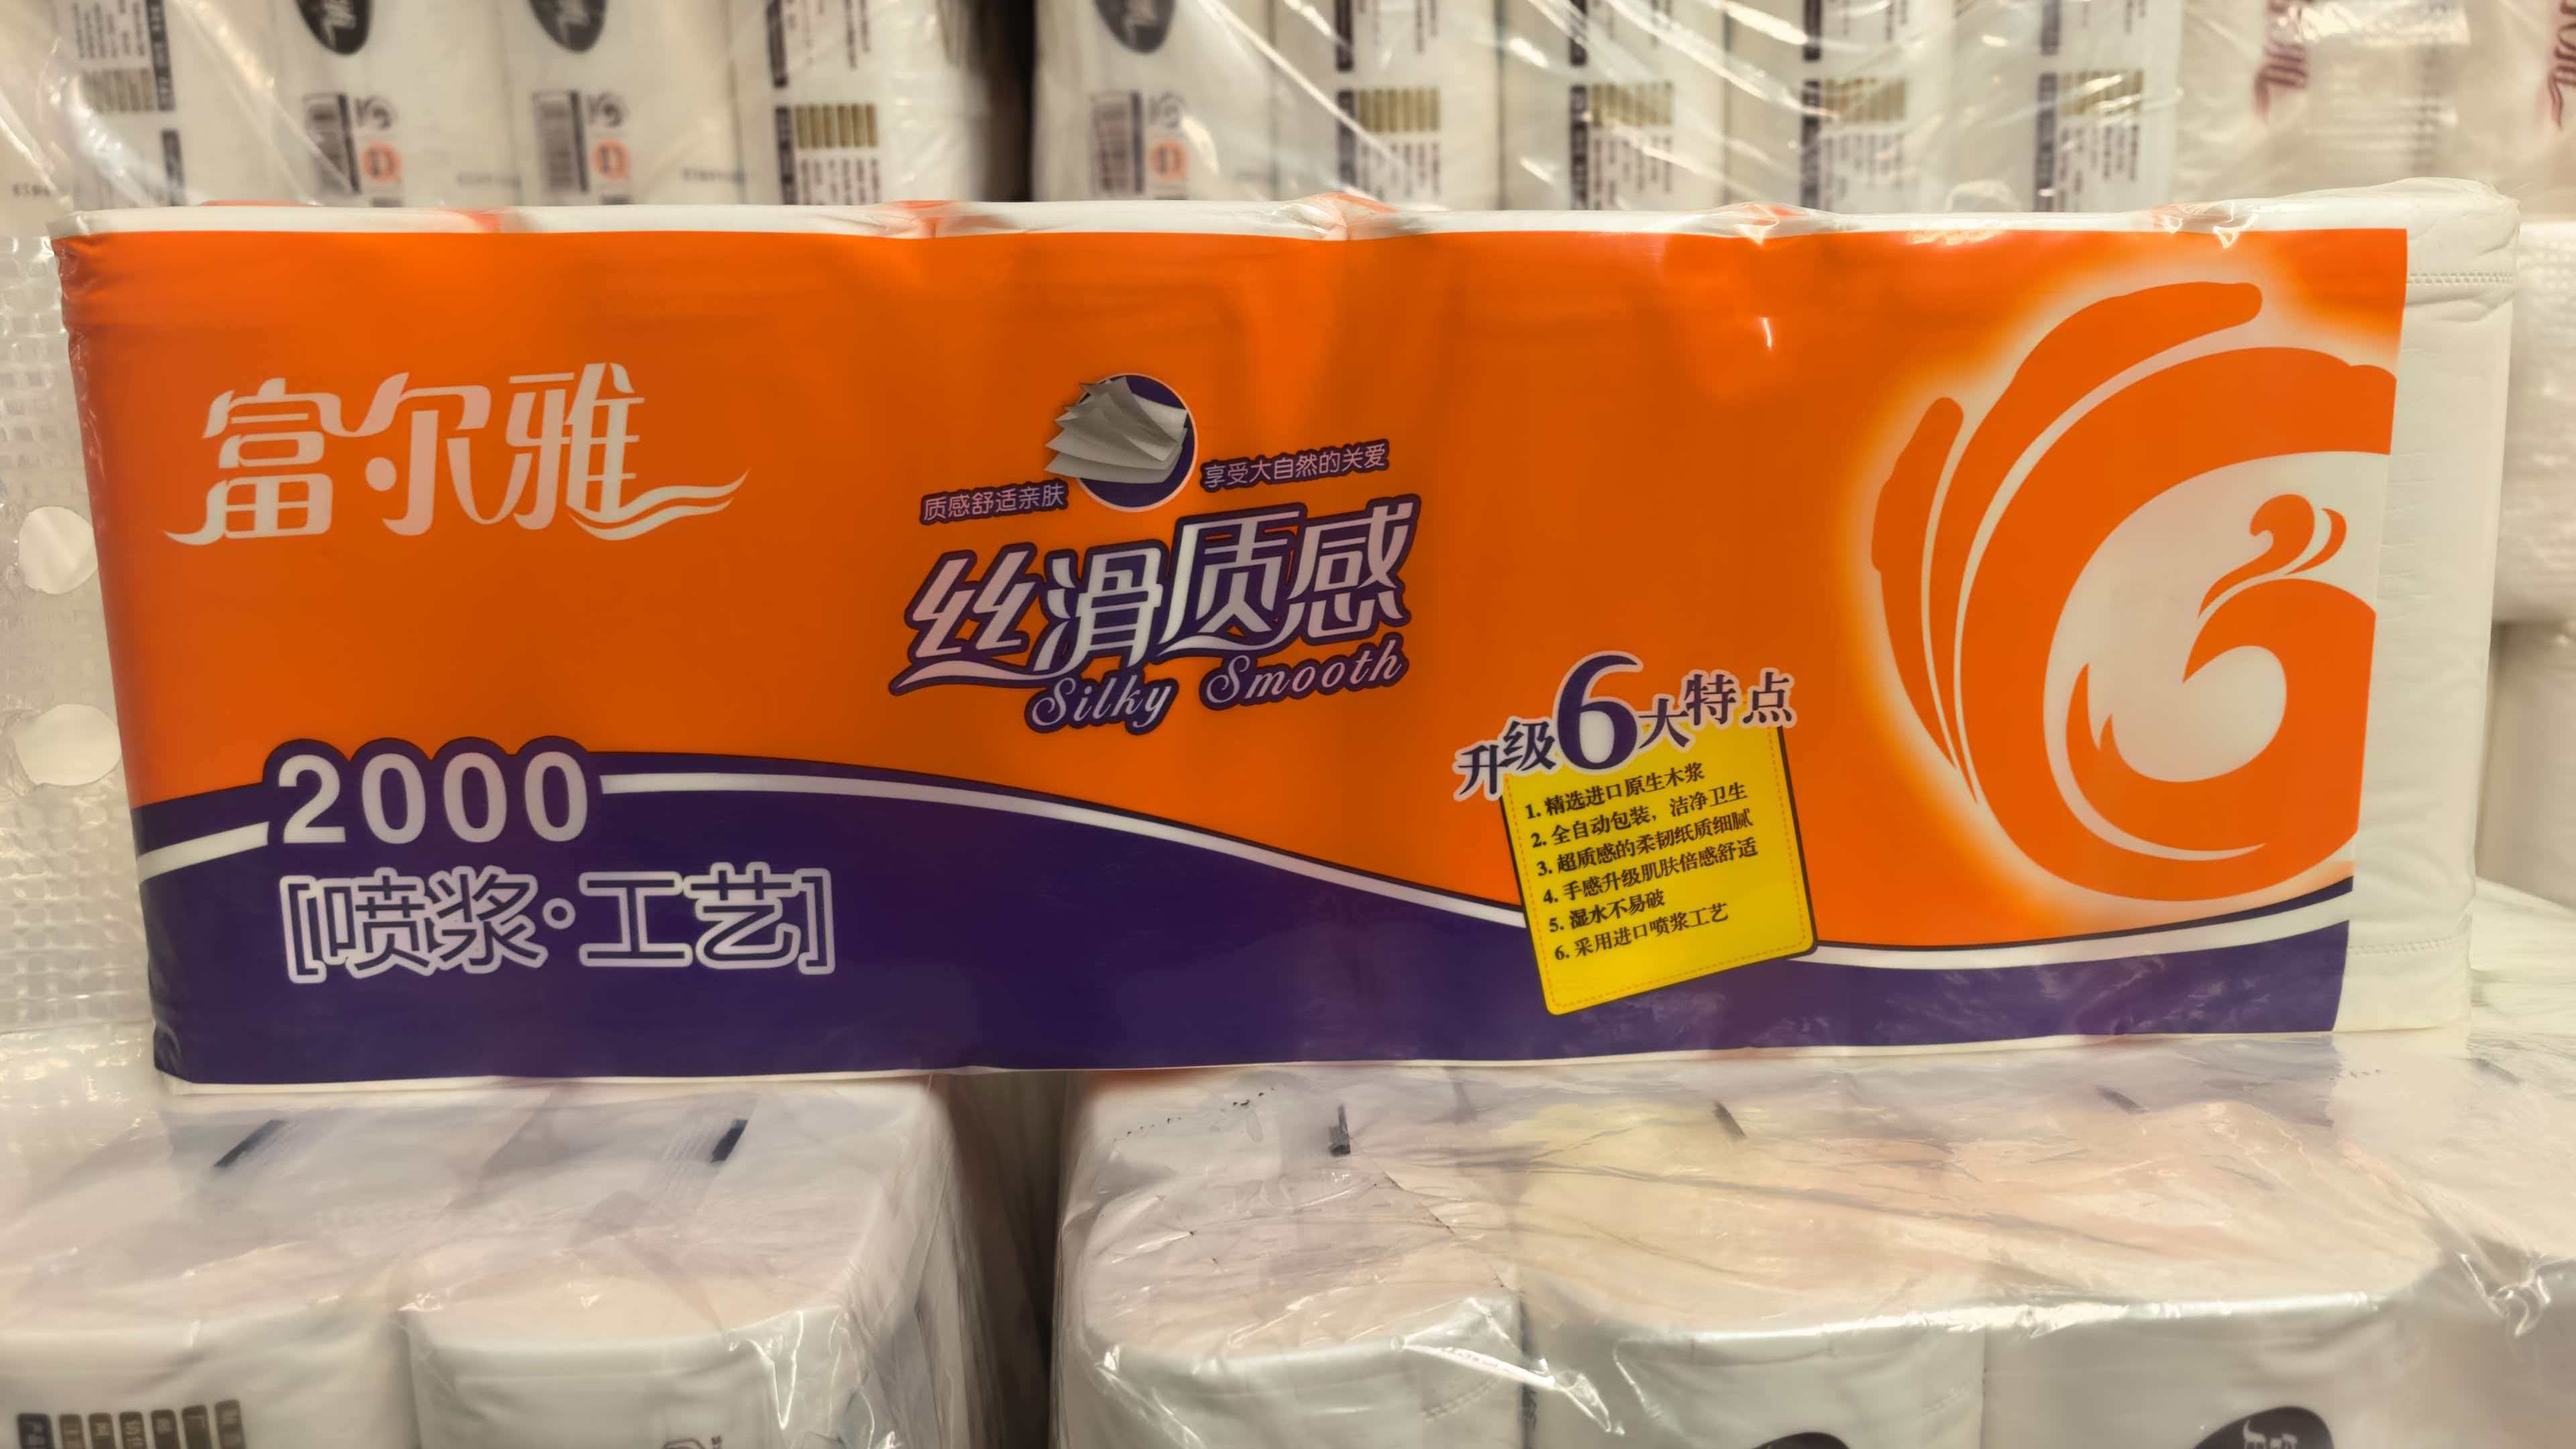 富尔雅
质感舒适亲肤
享受大自然的关爱
丝滑质感
Silky Smooth
2000
[喷浆·工艺]
升级6大特点
1. 精选进口原生木浆
2. 全自动包装，洁净卫生
3. 超质感的柔韧纸质细腻
4. 手感升级肌肤倍感舒适
5. 湿水不易破
6. 采用进口喷浆工艺